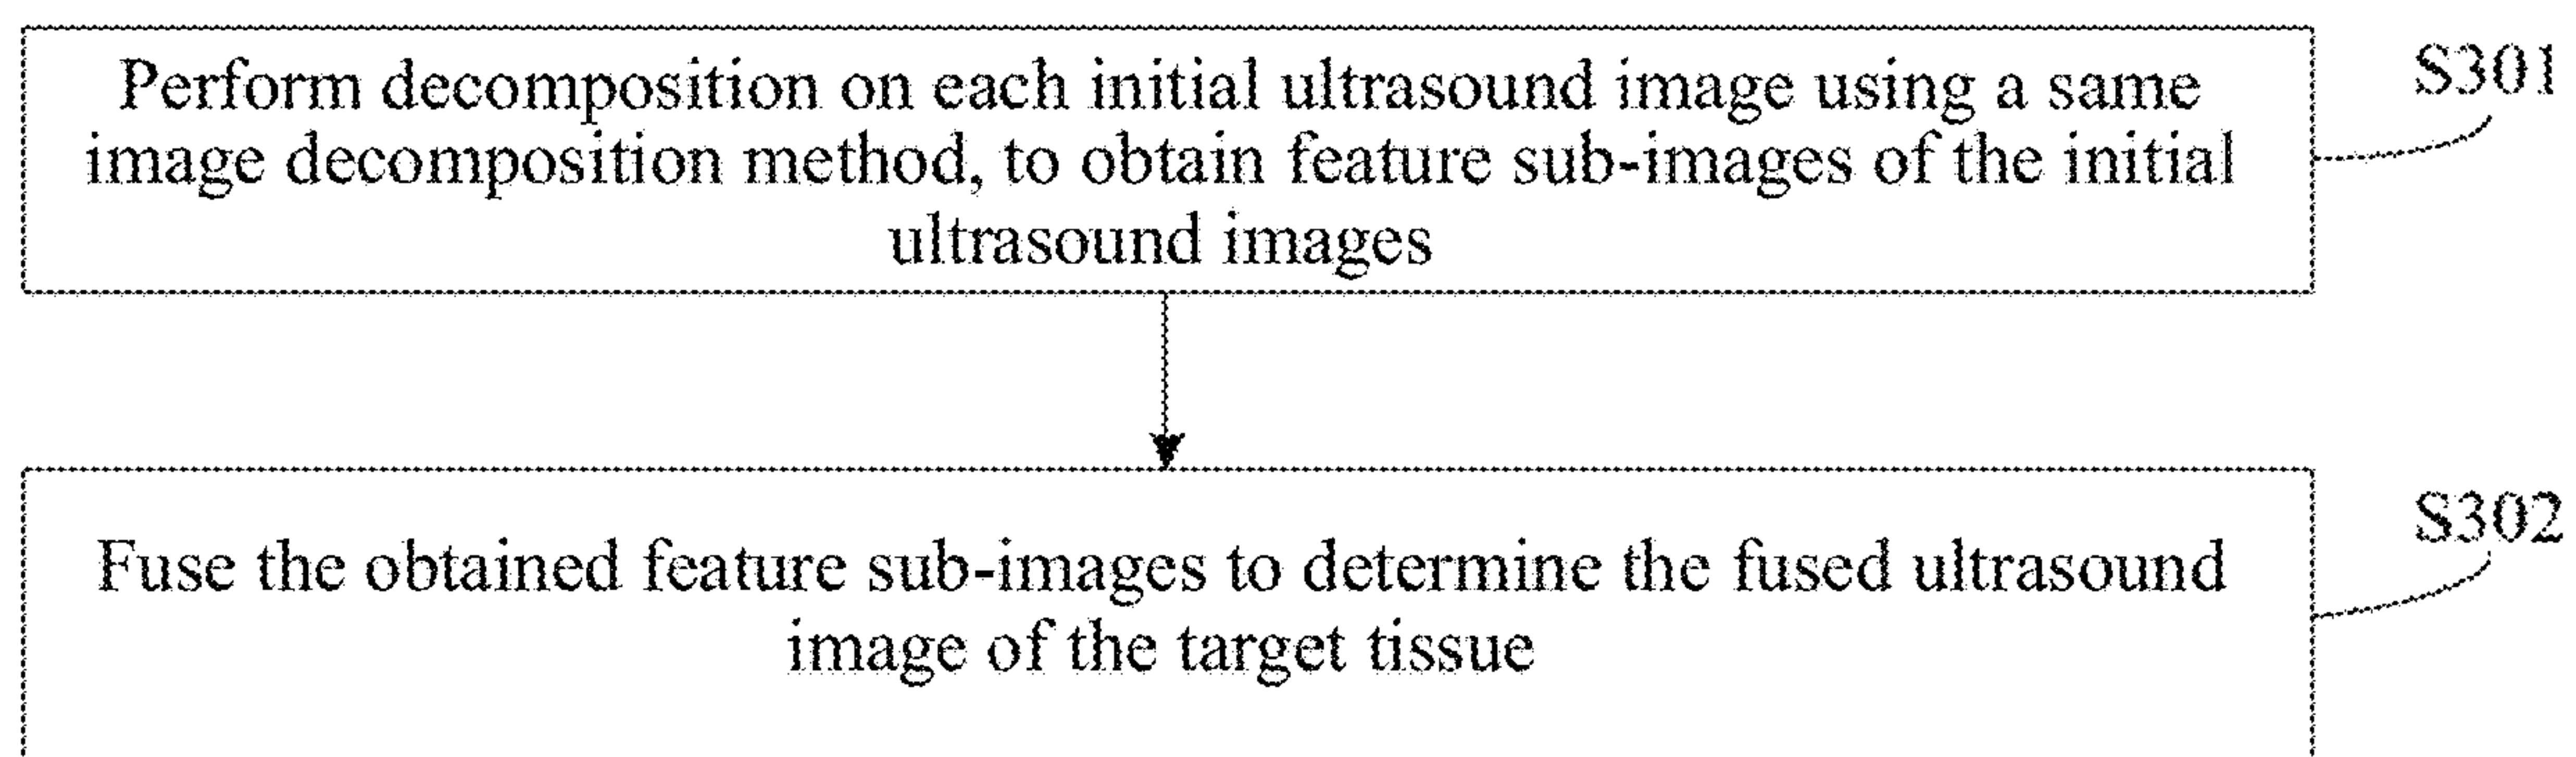 Perform decomposition on each initial ultrasound image using a same
image decomposition method, to obtain feature sub-images of the initial
ultrasound images
S301
Fuse the obtained feature sub-images to determine the fused ultrasound
image of the target tissue
S302